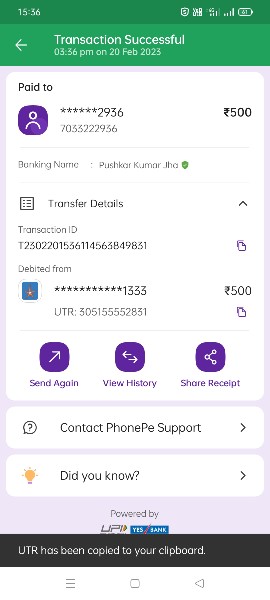 15:36
61
Transaction Successful
03:36 pm on 20 Feb 2023
Paid to
******2936 ₹500
7033222936
Banking Name : Pushkar Kumar Jha
Transfer Details
Transaction ID
T2302201536114563849831
Debited from
***********1333 ₹500
UTR: 305155552831
Send Again View History Share Receipt
Contact PhonePe Support
Did you know?
Powered by
UPI YES BANK
UTR has been copied to your clipboard.